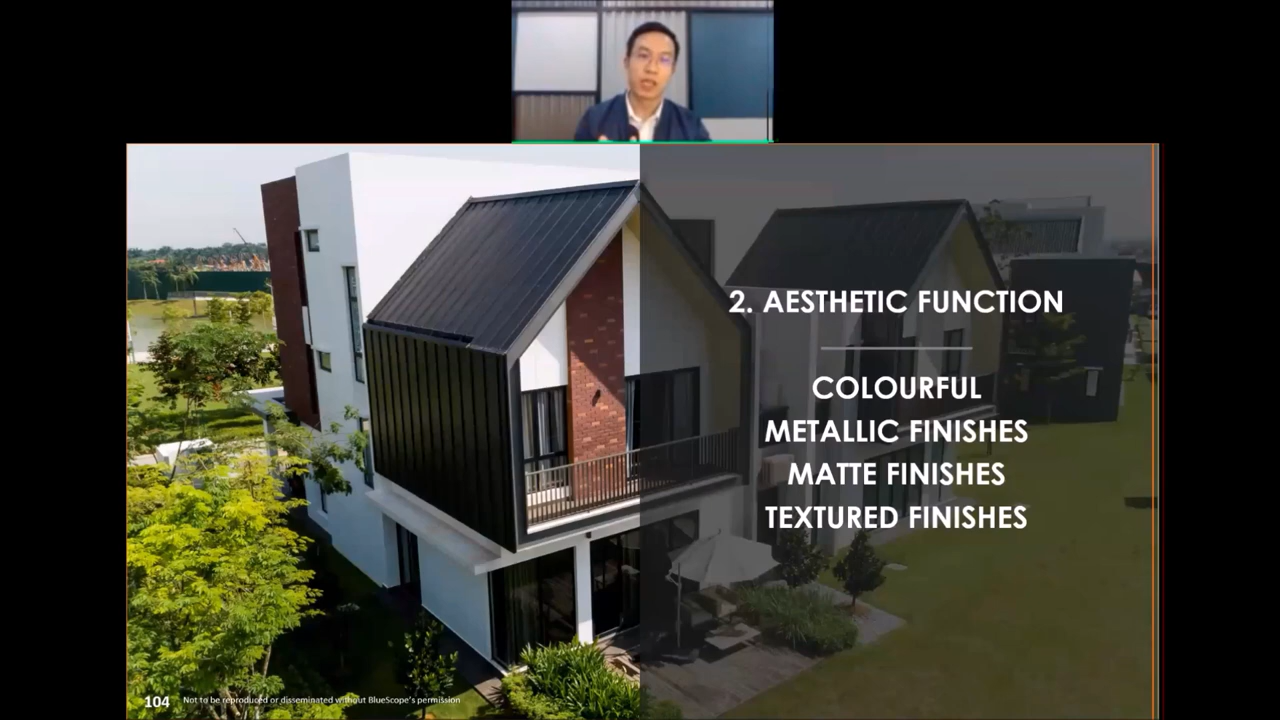 2. AESTHETIC FUNCTION
COLOURFUL
METALLIC FINISHES
MATTE FINISHES
TEXTURED FINISHES
104 Not to be reproduced or disseminated without BlueScope's permission